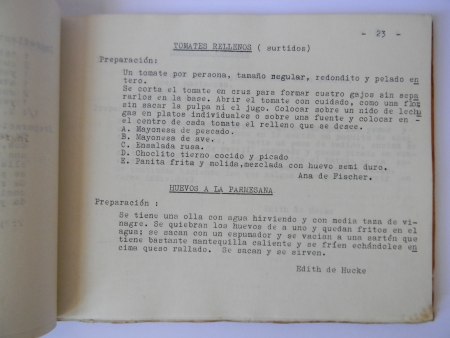 - 23 -
TOMATES RELLENOS ( surtidos)
Preparación:
Un tomate por persona, tamaño regular, redondito y pelado en
tero.
Se corta el tomate en cruz para formar cuatro gajos sin sepa
rarlos en la base. Abrir el tomate con cuidado, como una flor
sin sacar la pulpa ni el jugo. Colocar sobre un nido de lechu
gas en platos individuales o sobre una fuente y colocar en
el centro de cada tomate el relleno que se desee.
A. Mayonesa de pescado.
B. Mayonesa de ave.
C. Ensalada rusa.
D. Choclito tierno cocido y picado
E. Panita frita y molida,mezclada con huevo semi duro.
Ana de Fischer.
HUEVOS A LA PARMESANA
Preparación :
Se tiene una olla con agua hirviendo y con media taza de vi-
nagre. Se quiebran los huevos de a uno y quedan fritos en el
agua; se sacan con un espumador y se vacian a una sartén que
tiene bastante mantequilla caliente y se fríen echándoles en
cima queso rallado. Se sacan y se sirven.
Edith de Hucke